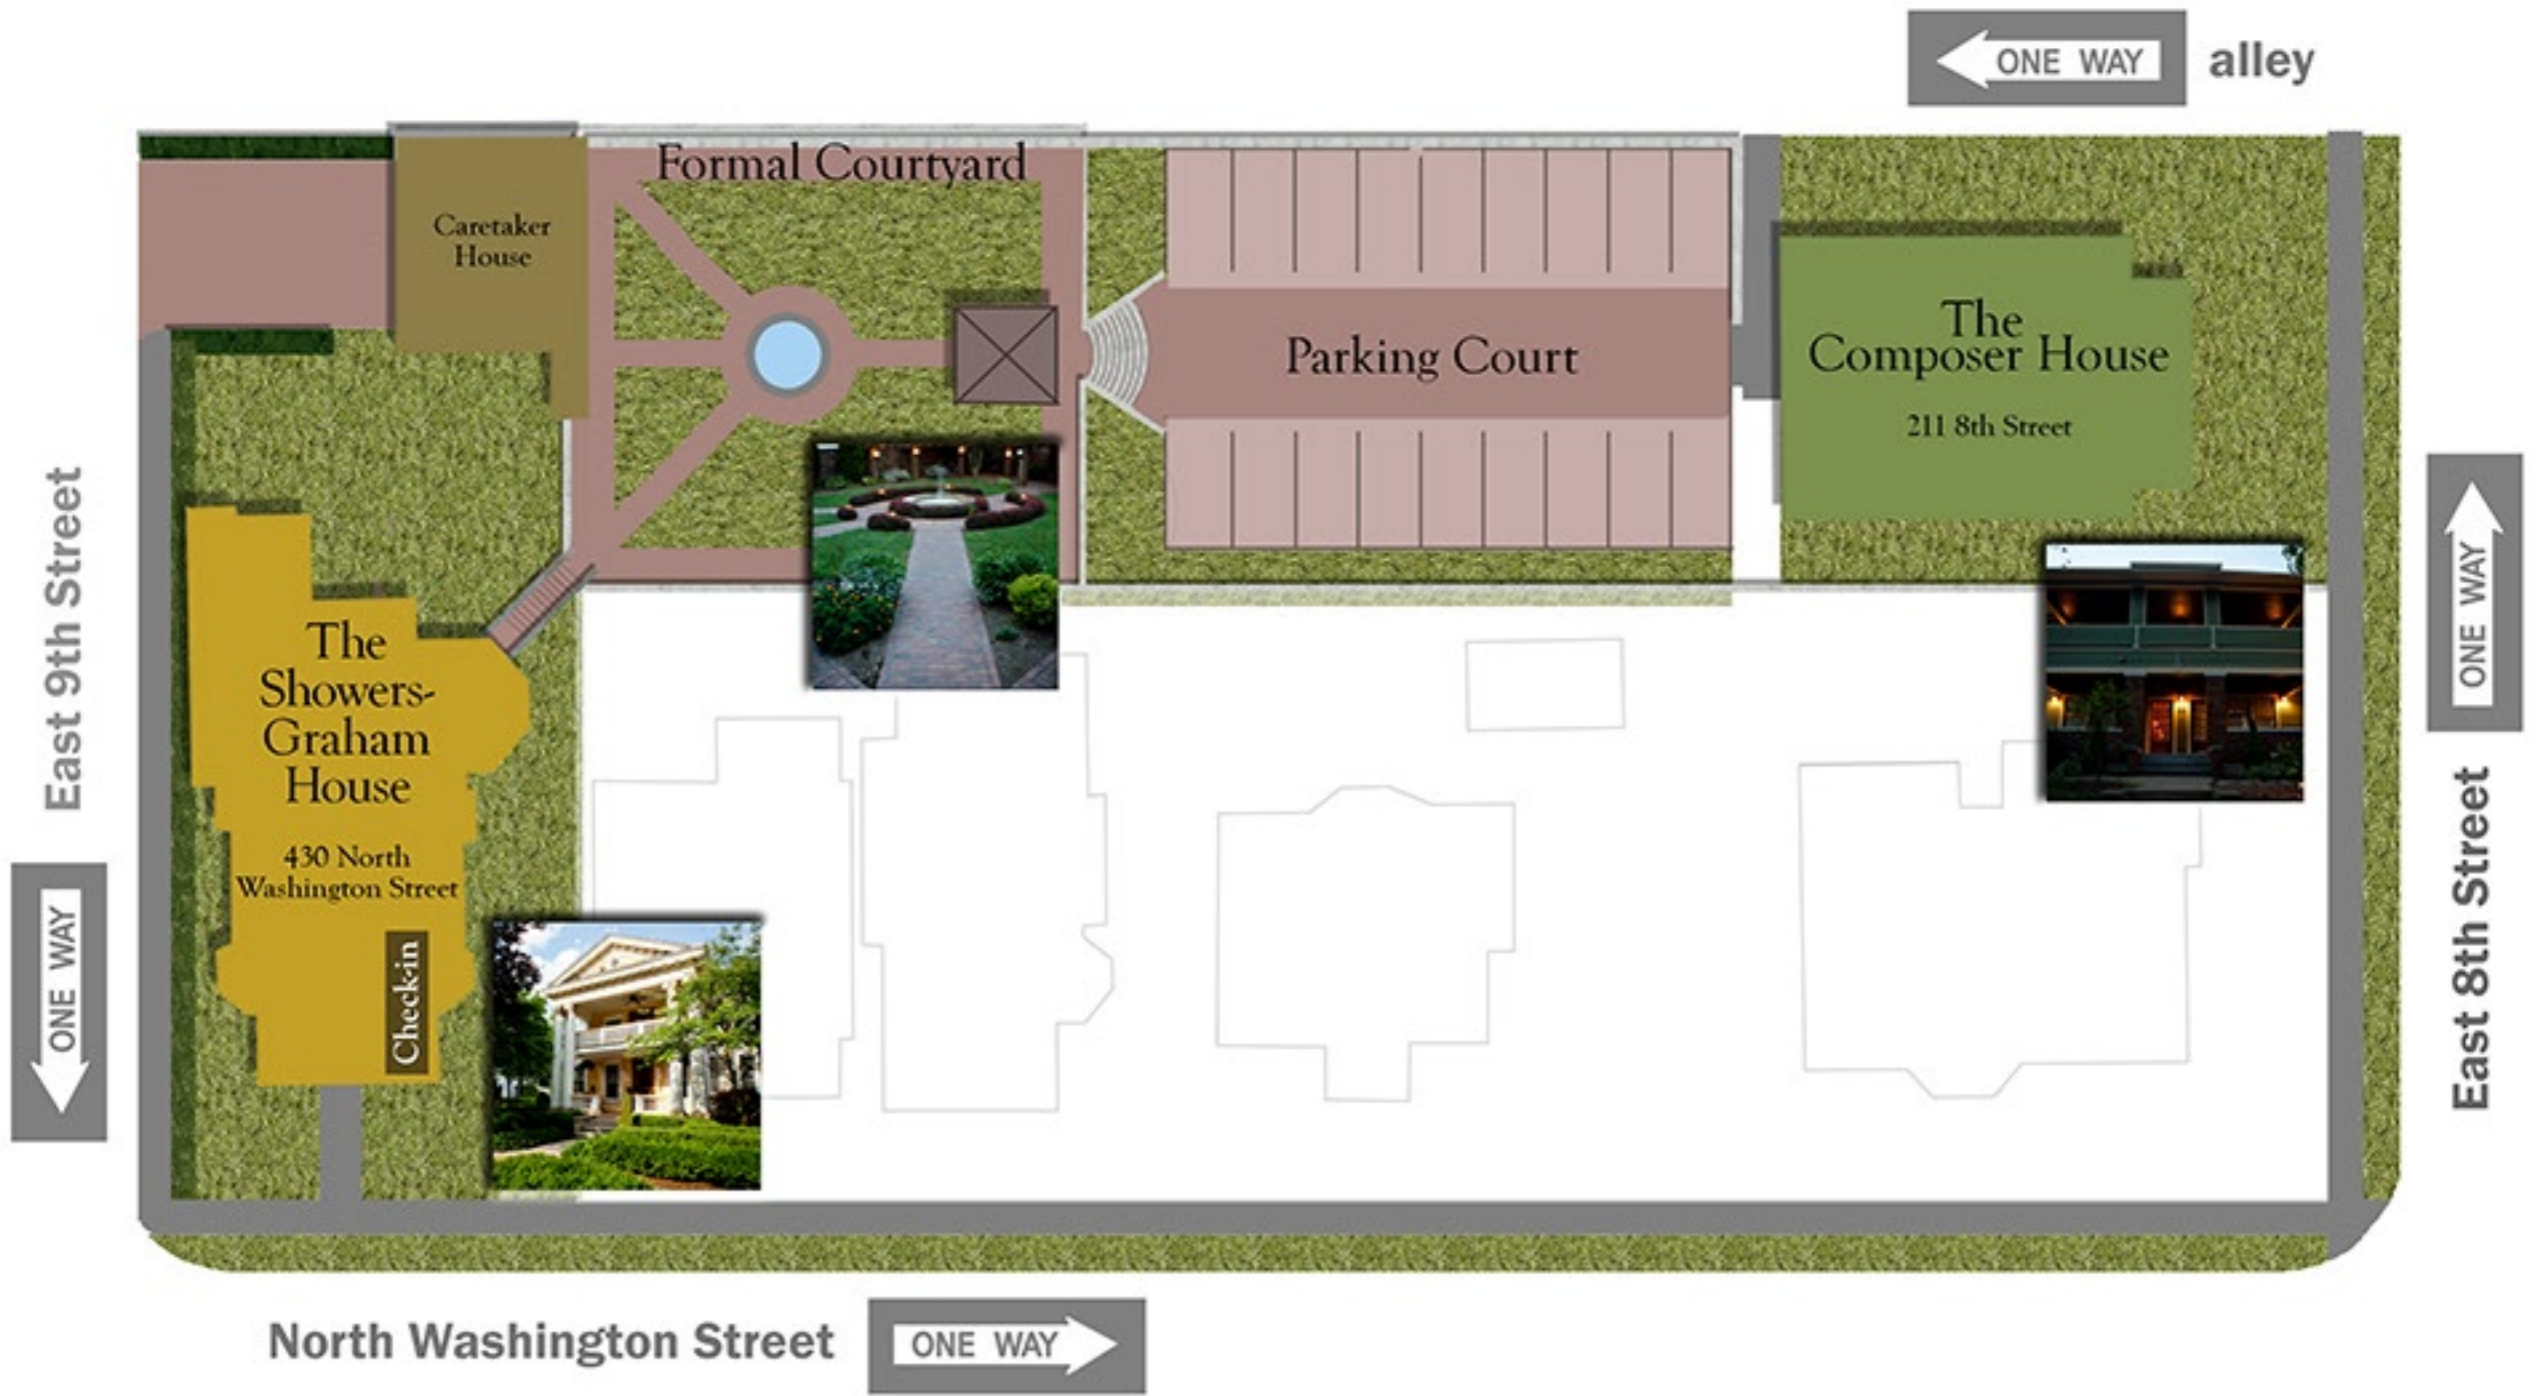 ONE WAY alley
Formal Courtyard
Caretaker
House
The
Composer House
211 8th Street
Parking Court
East 9th Street
ONE WAY
The
Showers-
Graham
House
430 North
Washington Street
Check-in
ONE WAY
East 8th Street
North Washington Street ONE WAY